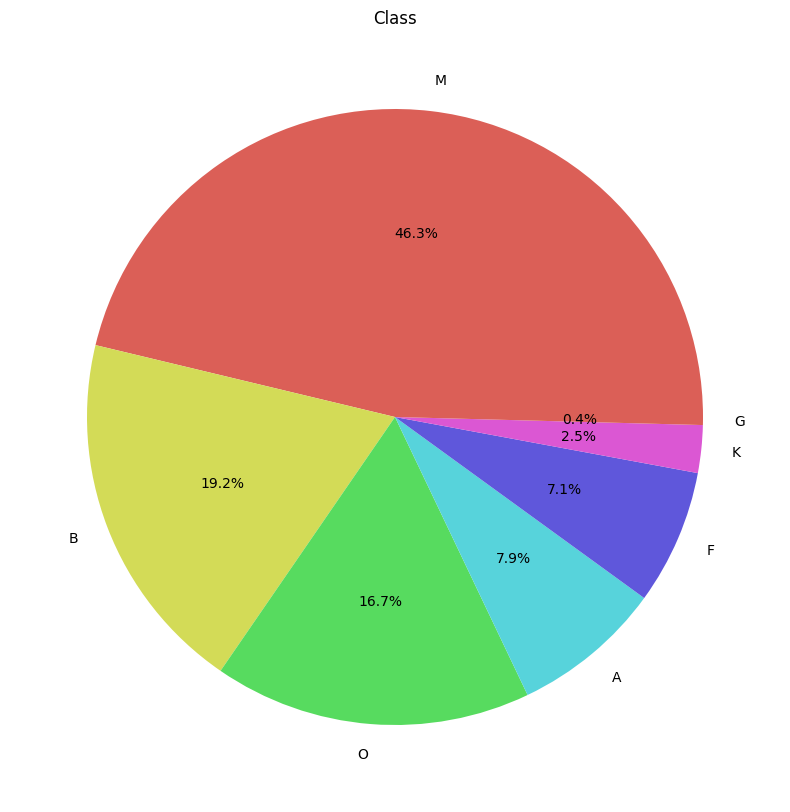 Class
M
46.3%
B
19.2%
O
16.7%
A
7.9%
F
7.1%
K
2.5%
G
0.4%